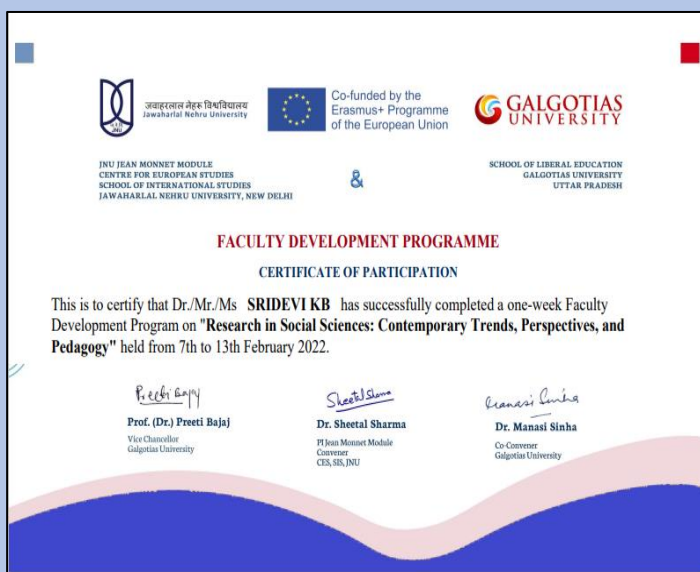 जवाहरलाल नेहरू विश्वविद्यालय
Jawaharlal Nehru University
JNU
Co-funded by the
Erasmus+ Programme
of the European Union
GALGOTIAS
UNIVERSITY
JNU JEAN MONNET MODULE
CENTRE FOR EUROPEAN STUDIES
SCHOOL OF INTERNATIONAL STUDIES
JAWAHARLAL NEHRU UNIVERSITY, NEW DELHI
&
SCHOOL OF LIBERAL EDUCATION
GALGOTIAS UNIVERSITY
UTTAR PRADESH
FACULTY DEVELOPMENT PROGRAMME
CERTIFICATE OF PARTICIPATION
This is to certify that Dr./Mr./Ms SRIDEVI KB has successfully completed a one-week Faculty
Development Program on "Research in Social Sciences: Contemporary Trends, Perspectives, and
Pedagogy" held from 7th to 13th February 2022.
Preeti Bajaj
Prof. (Dr.) Preeti Bajaj
Vice Chancellor
Galgotias University
Sheetal Sharma
Dr. Sheetal Sharma
PI Jean Monnet Module
Convener
CES, SIS, JNU
Manasi Sinha
Dr. Manasi Sinha
Co-Convener
Galgotias University